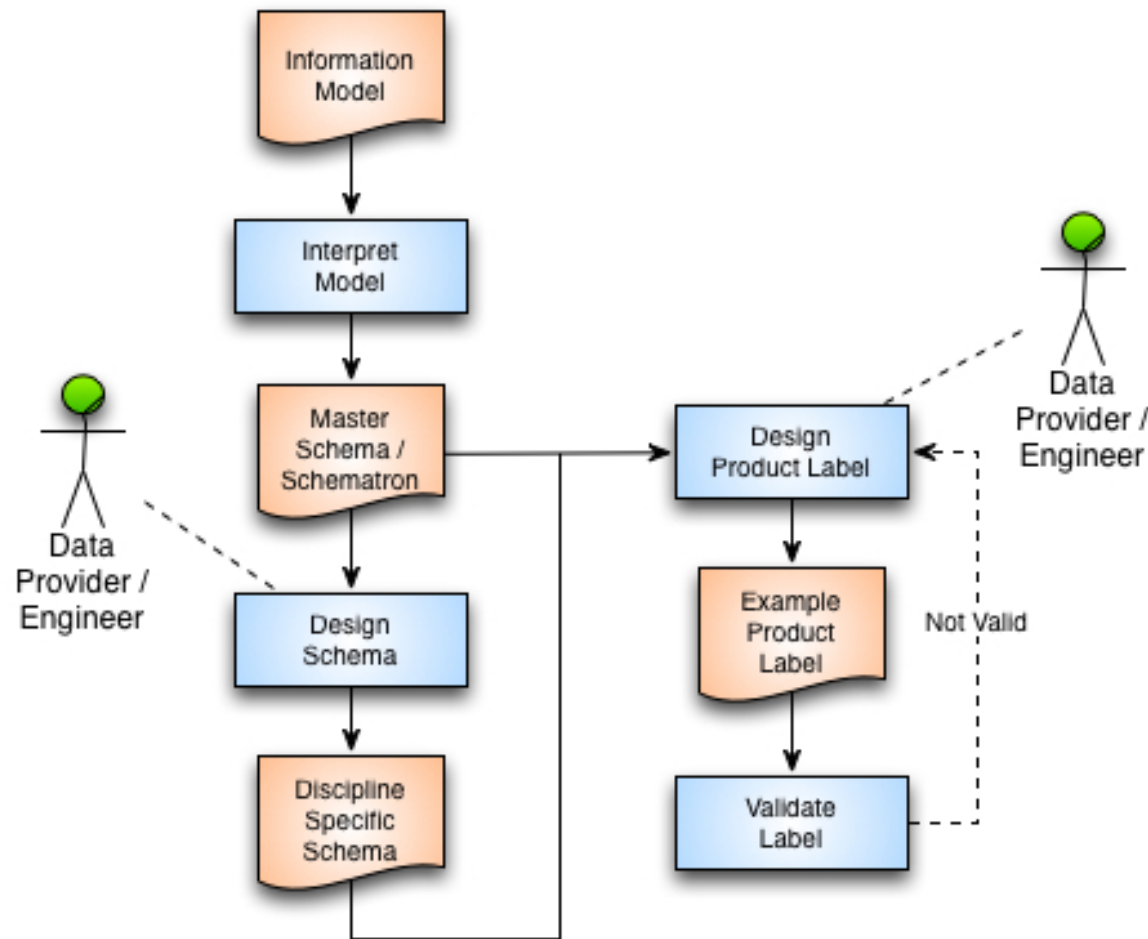 Information
Model
Interpret
Model
Master
Schema /
Schematron
Data
Provider /
Engineer
Design
Schema
Discipline
Specific
Schema
Data
Provider /
Engineer
Design
Product Label
Example
Product
Label
Not Valid
Validate
Label